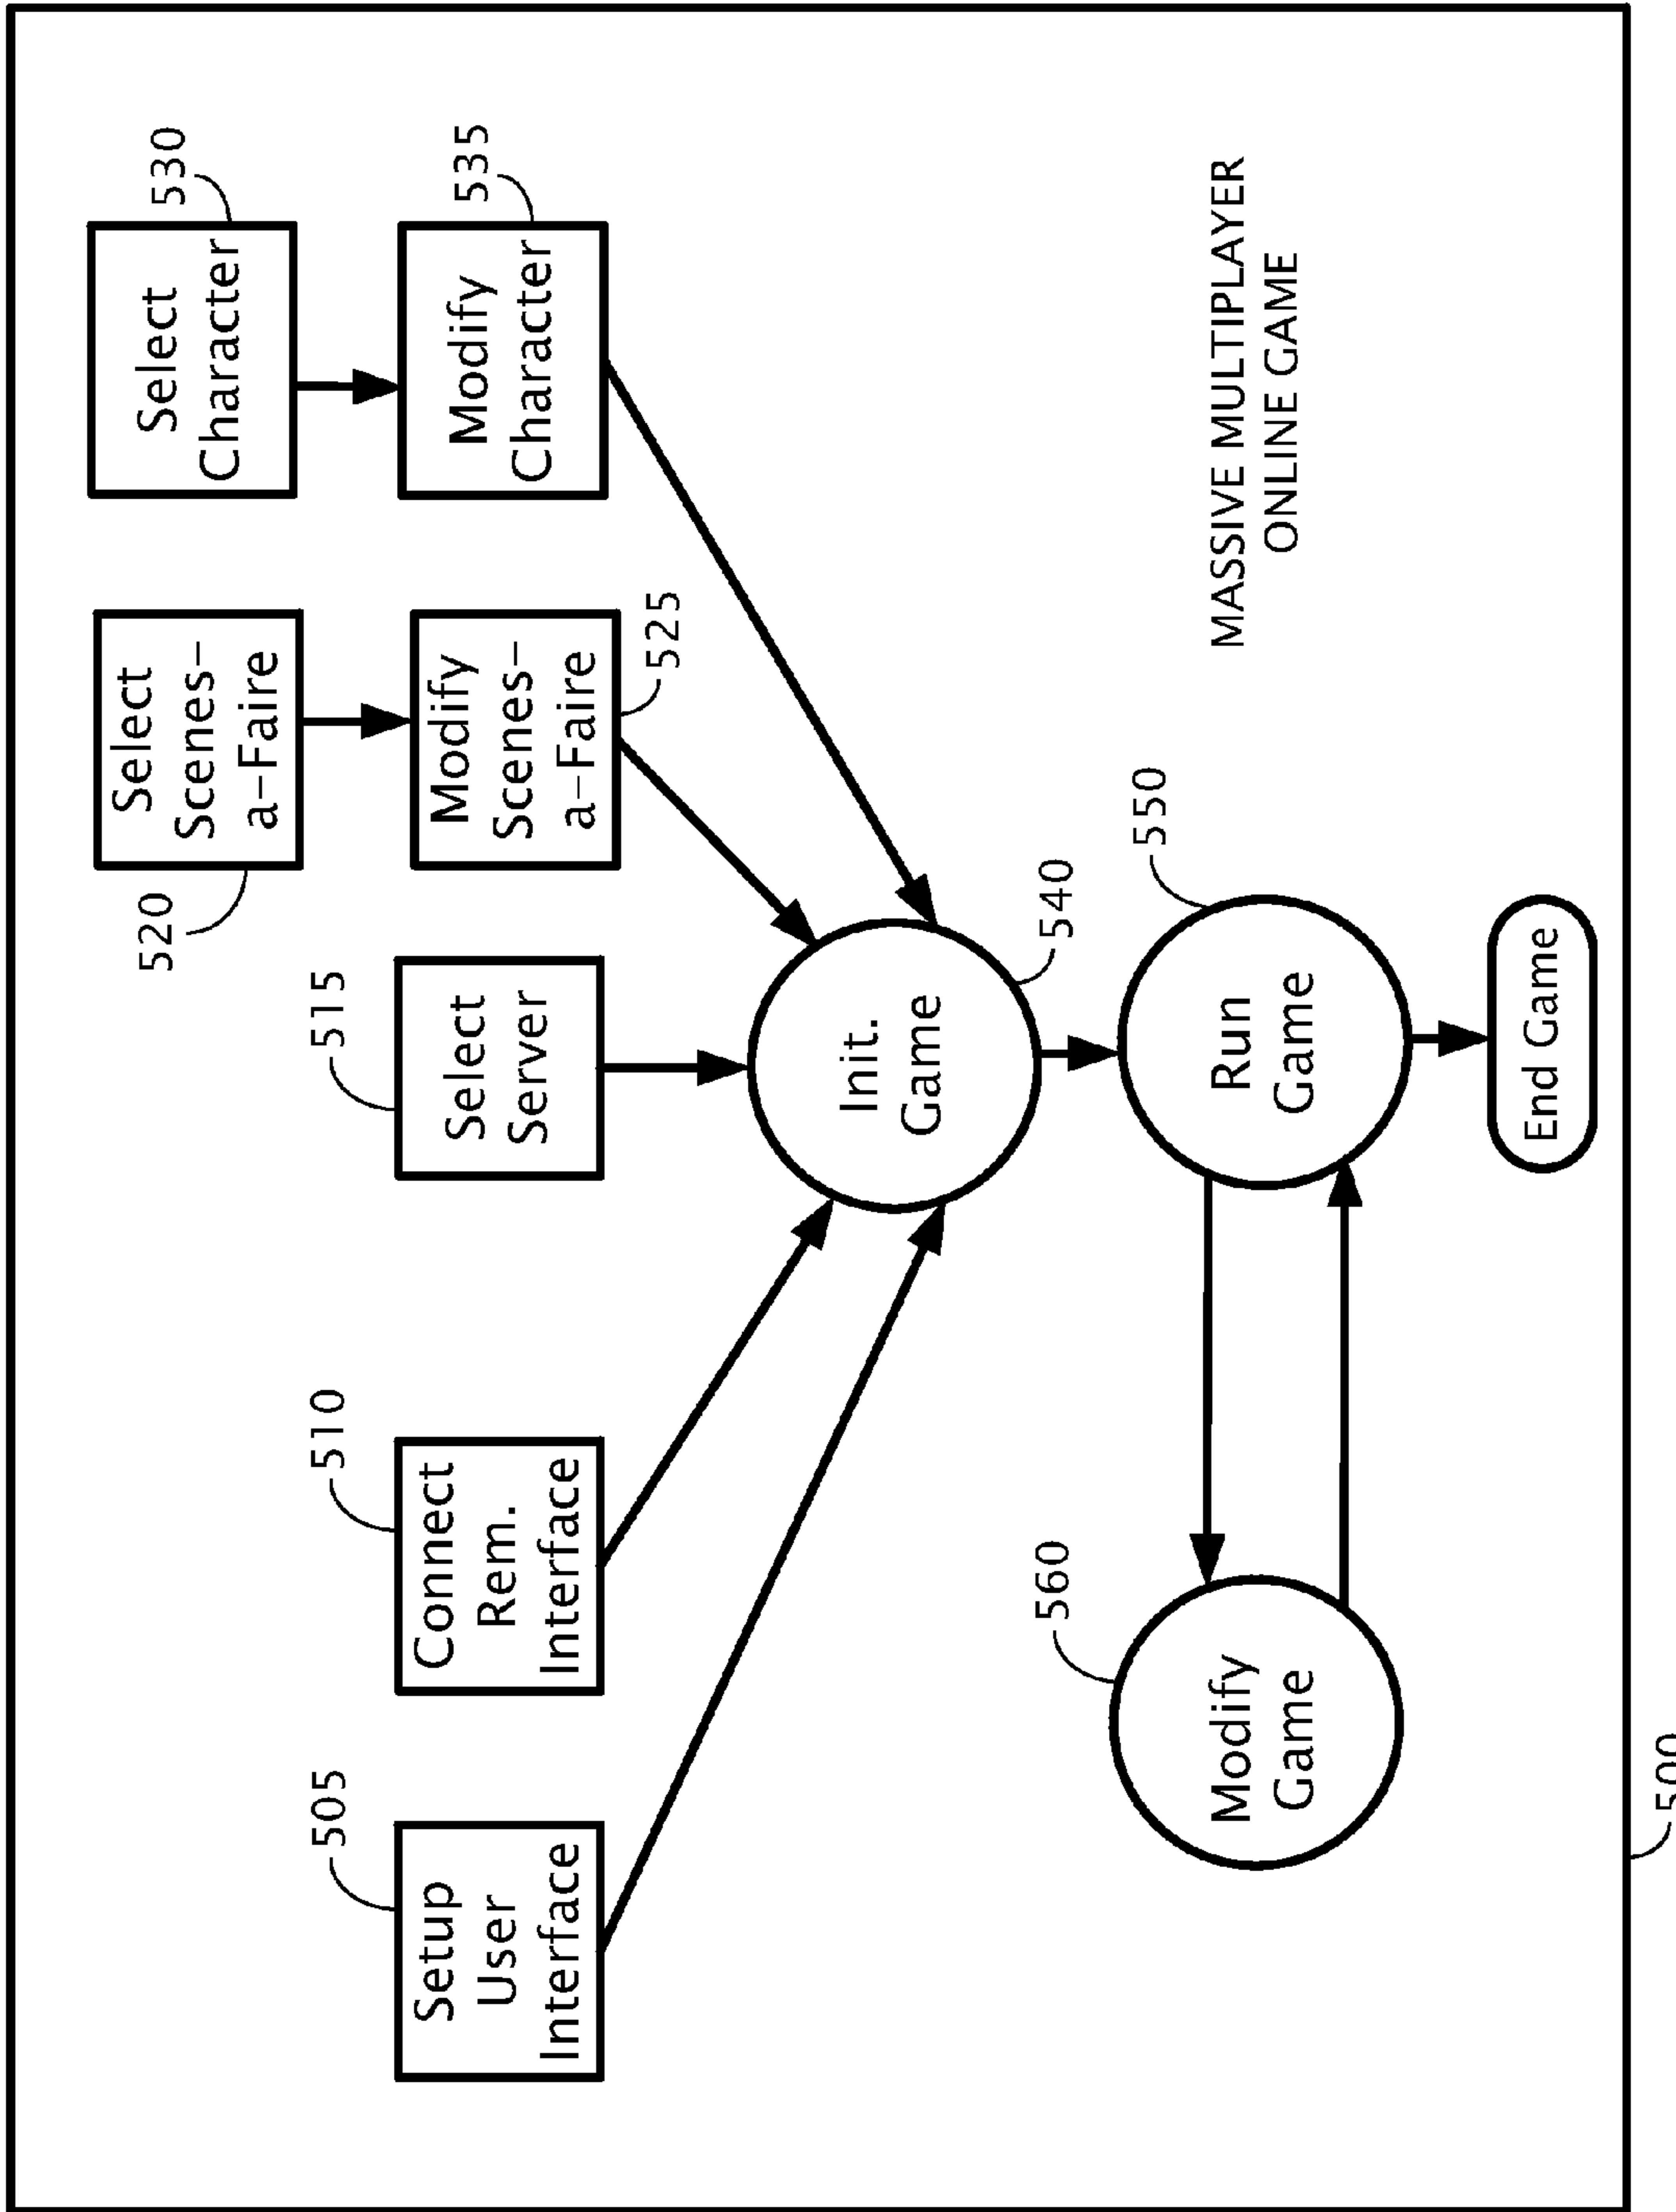 530
Select
Character
535
Modify
Character
520
Select
Scenes-
a-Faire
525
Modify
Scenes-
a-Faire
515
Select
Server
510
Connect
Rem.
Interface
505
Setup
User
Interface
540
Init.
Game
550
Run
Game
560
Modify
Game
End Game
MASSIVE MULTIPLAYER
ONLINE GAME
500